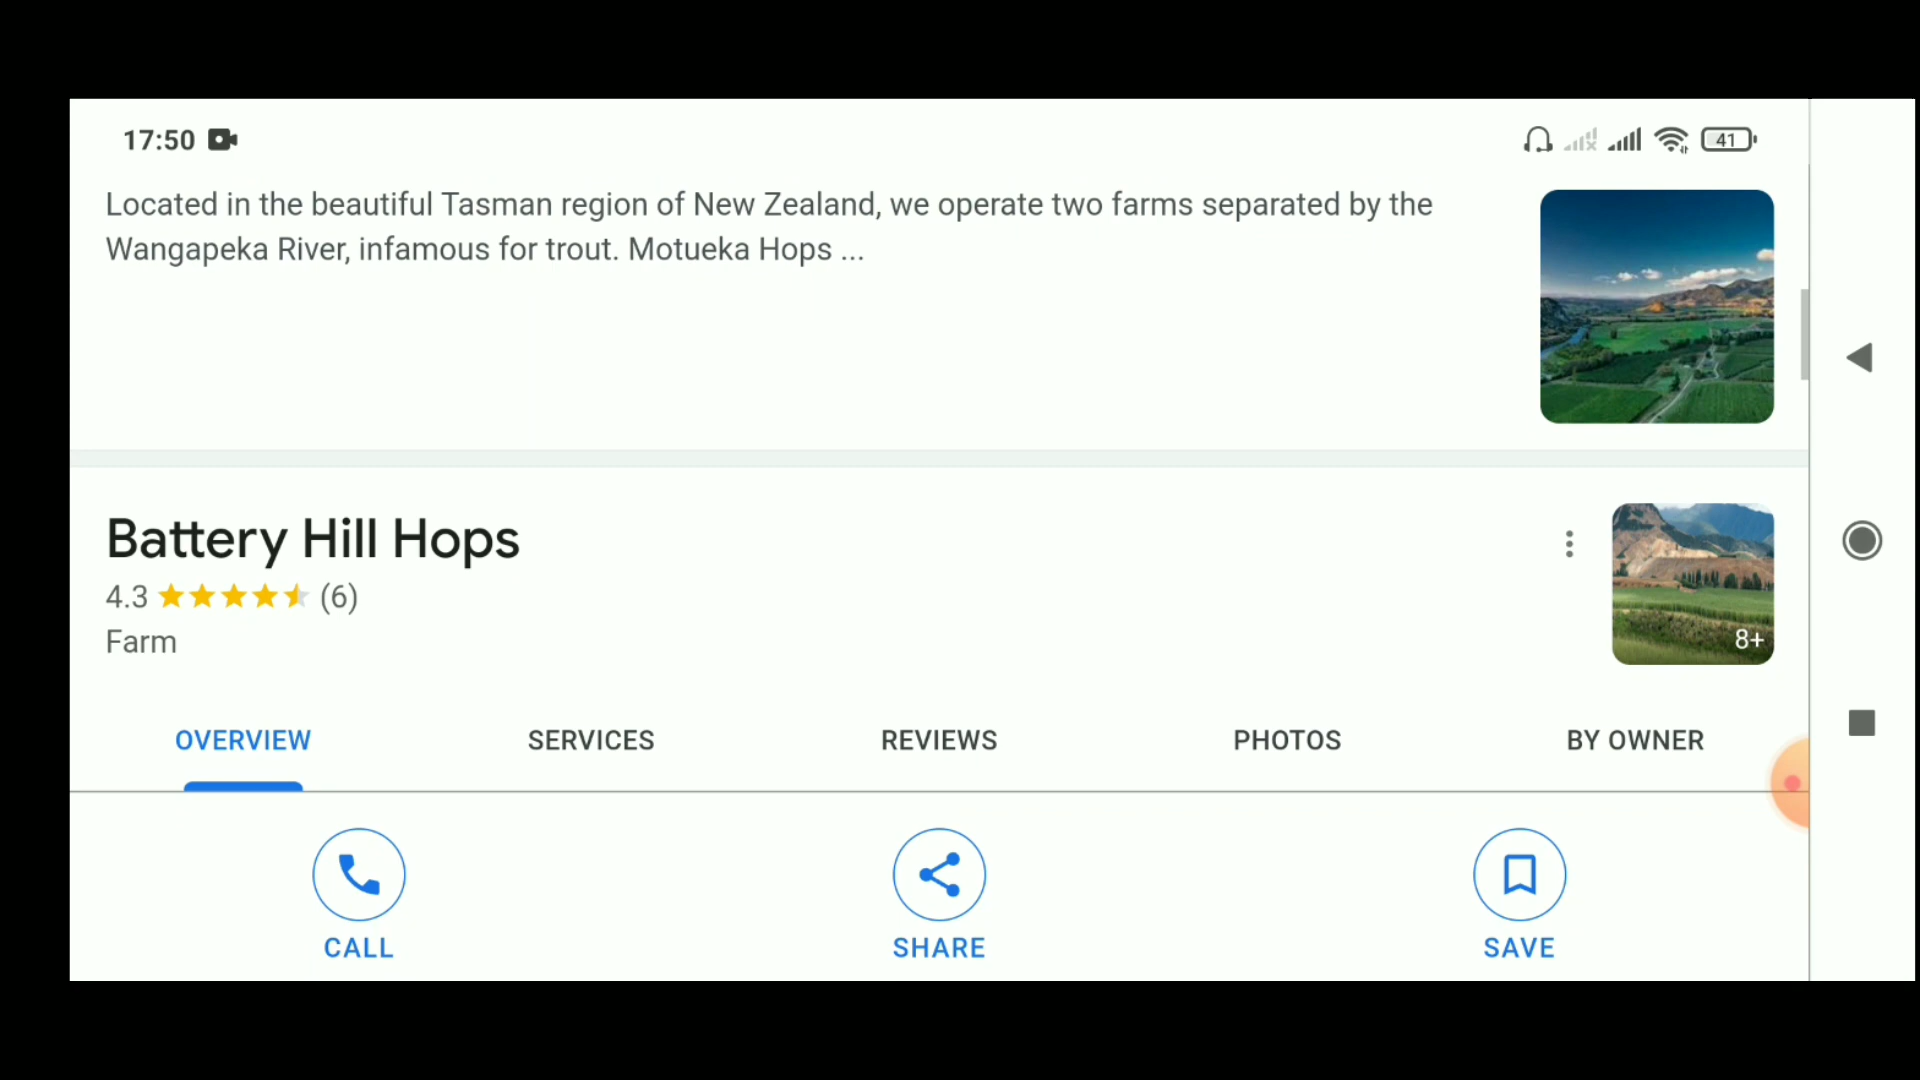 17:50
41
Located in the beautiful Tasman region of New Zealand, we operate two farms separated by the
Wangapeka River, infamous for trout. Motueka Hops ...
Battery Hill Hops
4.3 (6)
Farm
8+
OVERVIEW SERVICES REVIEWS PHOTOS BY OWNER
CALL SHARE SAVE